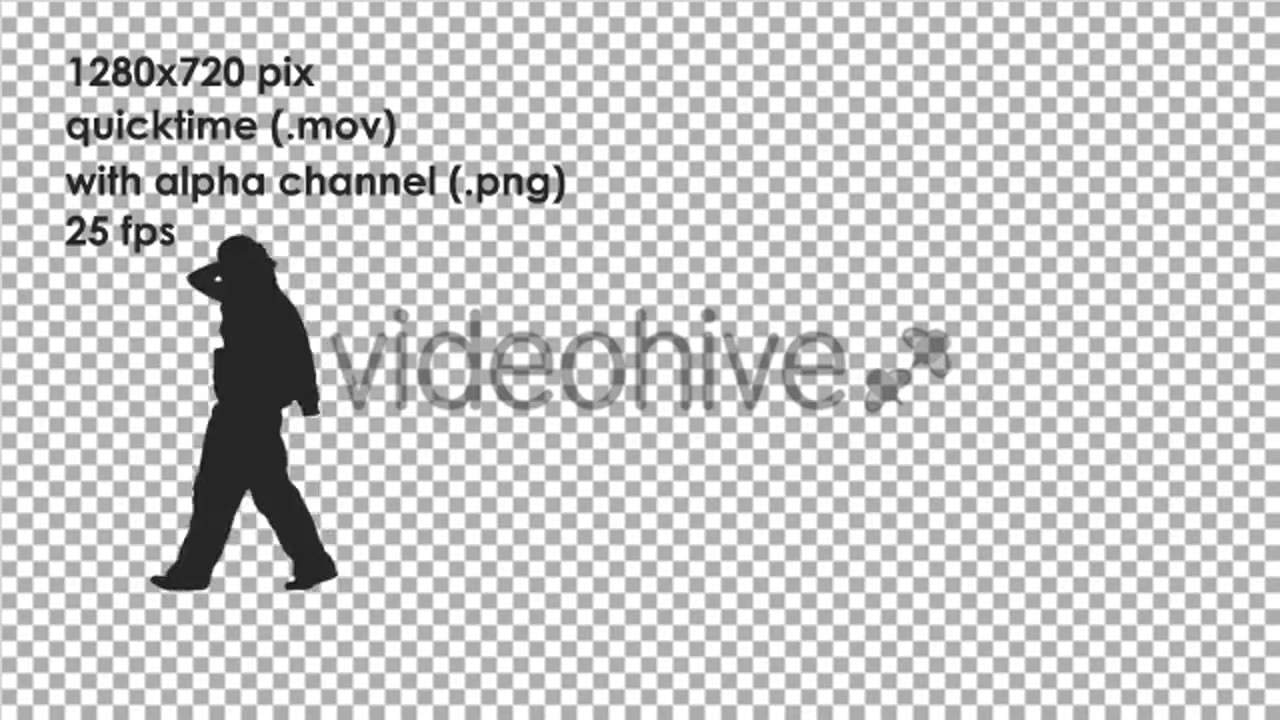 1280x720 pix
quicktime (.mov)
with alpha channel (.png)
25 fps
videohive